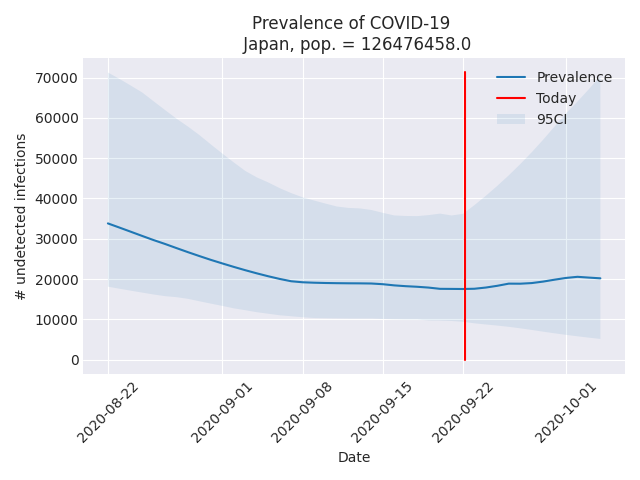 Prevalence of COVID-19
Japan, pop. = 126476458.0
Prevalence
Today
95CI
# undetected infections
70000
60000
50000
40000
30000
20000
10000
0
2020-08-22
2020-09-01
2020-09-08
2020-09-15
2020-09-22
2020-10-01
Date